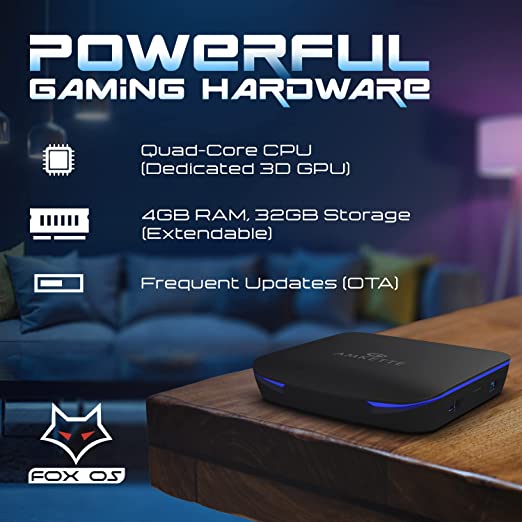 POWERFUL
GAMING HARDWARE
Quad-Core CPU
(Dedicated 3D GPU)
4GB RAM, 32GB Storage
(Extendable)
Frequent Updates (OTA)
AMKETTE
FOX OS